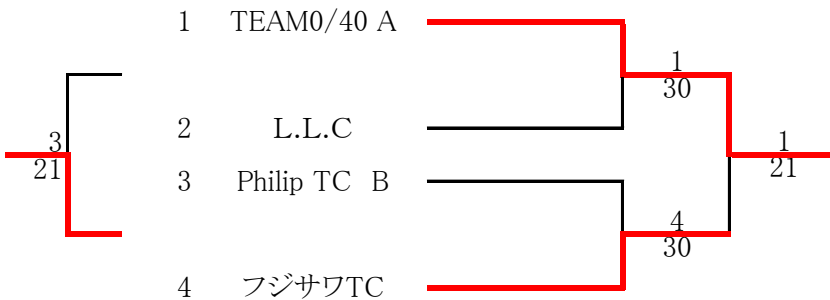 1 TEAM0/40 A
1
30
2 L.L.C
3
21
1
21
3 Philip TC B
4
30
4 フジサワTC